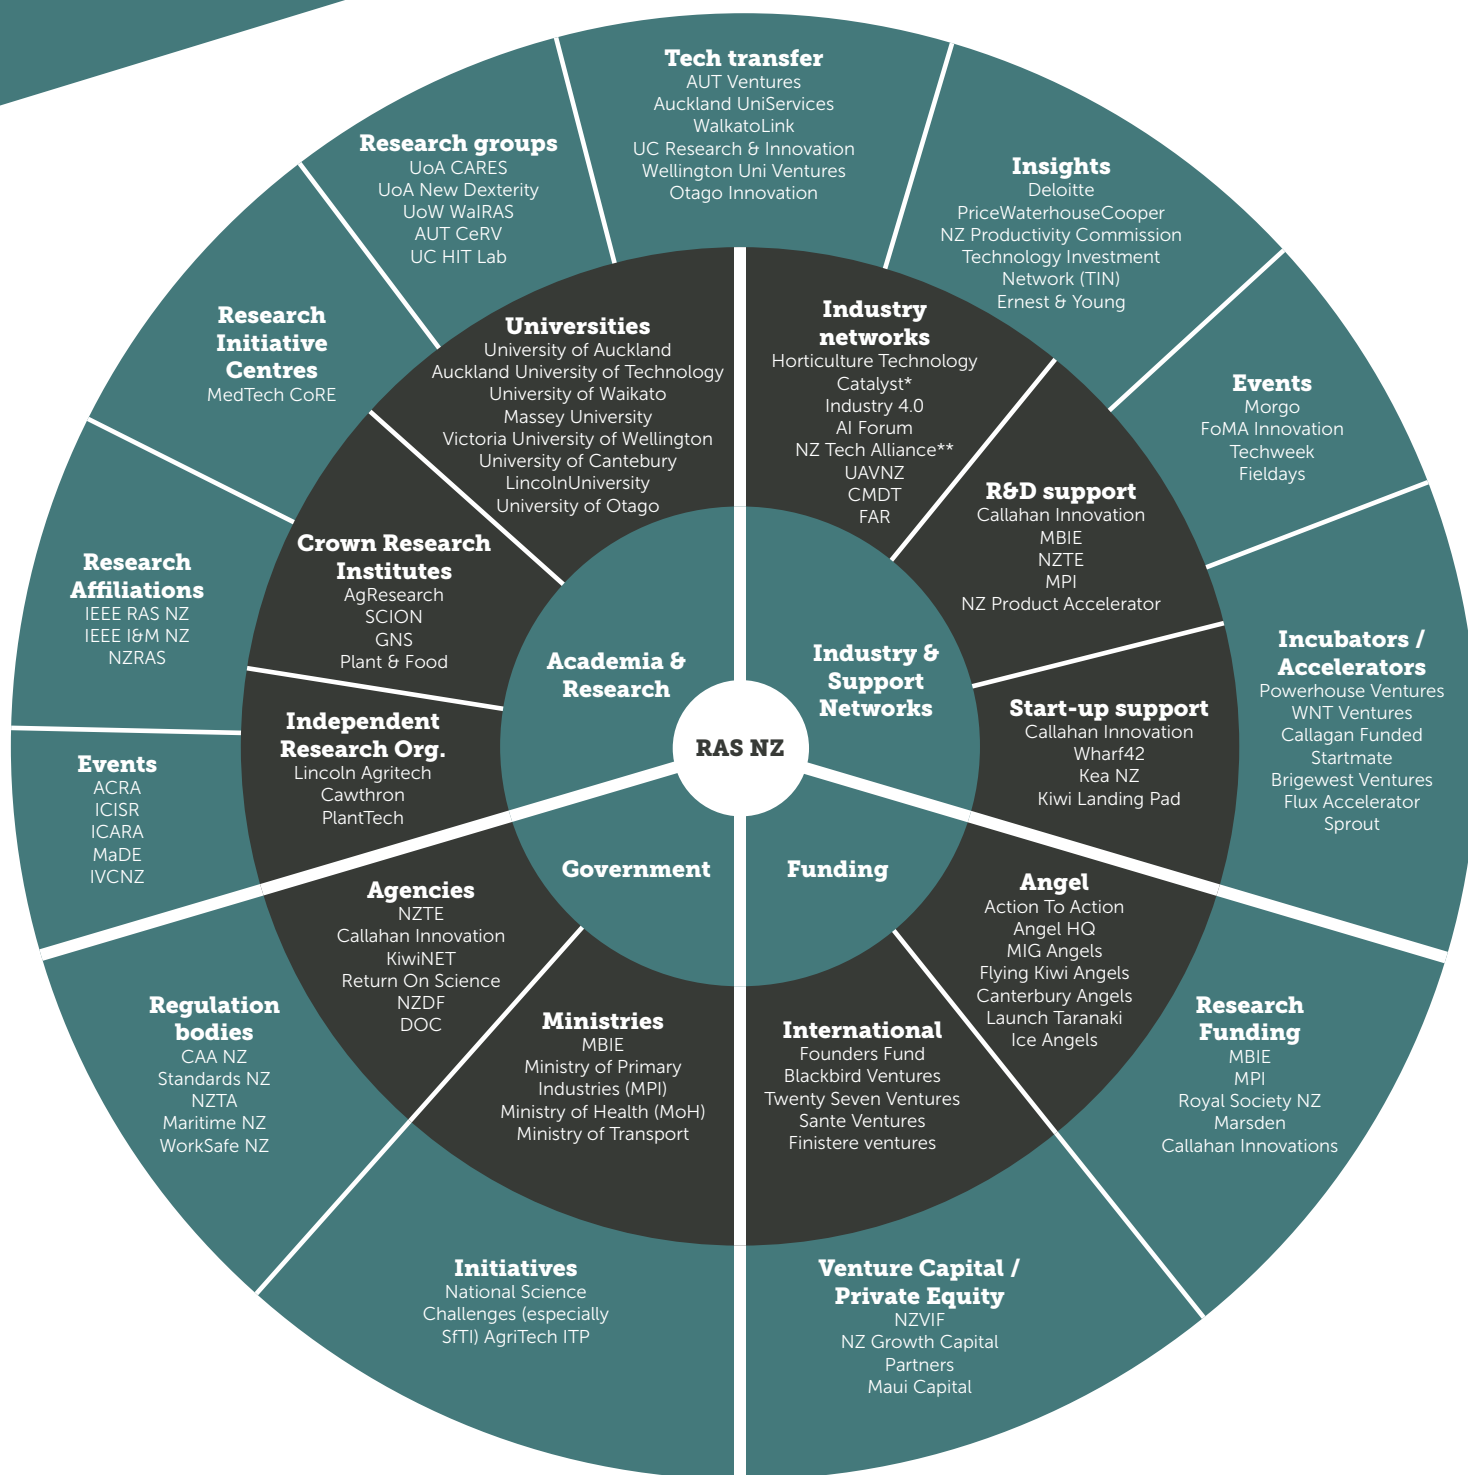 Tech transfer
AUT Ventures
Auckland UniServices
WalkatoLink
UC Research & Innovation
Wellington Uni Ventures
Otago Innovation
Research groups
UoA CARES
UoA New Dexterity
UoW WaIRAS
AUT CeRV
UC HIT Lab
Insights
Deloitte
PriceWaterhouseCooper
NZ Productivity Commission
Technology Investment
Network (TIN)
Ernest & Young
Research
Initiative
Centres
MedTech CoRE
Universities
University of Auckland
Auckland University of Technology
University of Waikato
Massey University
Victoria University of Wellington
University of Cantebury
LincolnUniversity
University of Otago
Industry
networks
Horticulture Technology
Catalyst*
Industry 4.0
AI Forum
NZ Tech Alliance**
UAVNZ
CMDT
FAR
Events
Morgo
FoMA Innovation
Techweek
Fieldays
R&D support
Callahan Innovation
MBIE
NZTE
MPI
NZ Product Accelerator
Crown Research
Institutes
AgResearch
SCION
GNS
Plant & Food
Research
Affiliations
IEEE RAS NZ
IEEE I&M NZ
NZRAS
Academia &
Research
Industry &
Support
Networks
Incubators /
Accelerators
Powerhouse Ventures
WNT Ventures
Callagan Funded
Startmate
Brigewest Ventures
Flux Accelerator
Sprout
Independent
Research Org.
Lincoln Agritech
Cawthron
PlantTech
RAS NZ
Start-up support
Callahan Innovation
Wharf42
Kea NZ
Kiwi Landing Pad
Events
ACRA
ICISR
ICARA
MaDE
IVCNZ
Government
Funding
Agencies
NZTE
Callahan Innovation
KiwiNET
Return On Science
NZDF
DOC
Angel
Action To Action
Angel HQ
MIG Angels
Flying Kiwi Angels
Canterbury Angels
Launch Taranaki
Ice Angels
Regulation
bodies
CAA NZ
Standards NZ
NZTA
Maritime NZ
WorkSafe NZ
Ministries
MBIE
Ministry of Primary
Industries (MPI)
Ministry of Health (MoH)
Ministry of Transport
International
Founders Fund
Blackbird Ventures
Twenty Seven Ventures
Sante Ventures
Finistere ventures
Research
Funding
MBIE
MPI
Royal Society NZ
Marsden
Callahan Innovations
Initiatives
National Science
Challenges (especially
SfTI) AgriTech ITP
Venture Capital /
Private Equity
NZVIF
NZ Growth Capital
Partners
Maui Capital